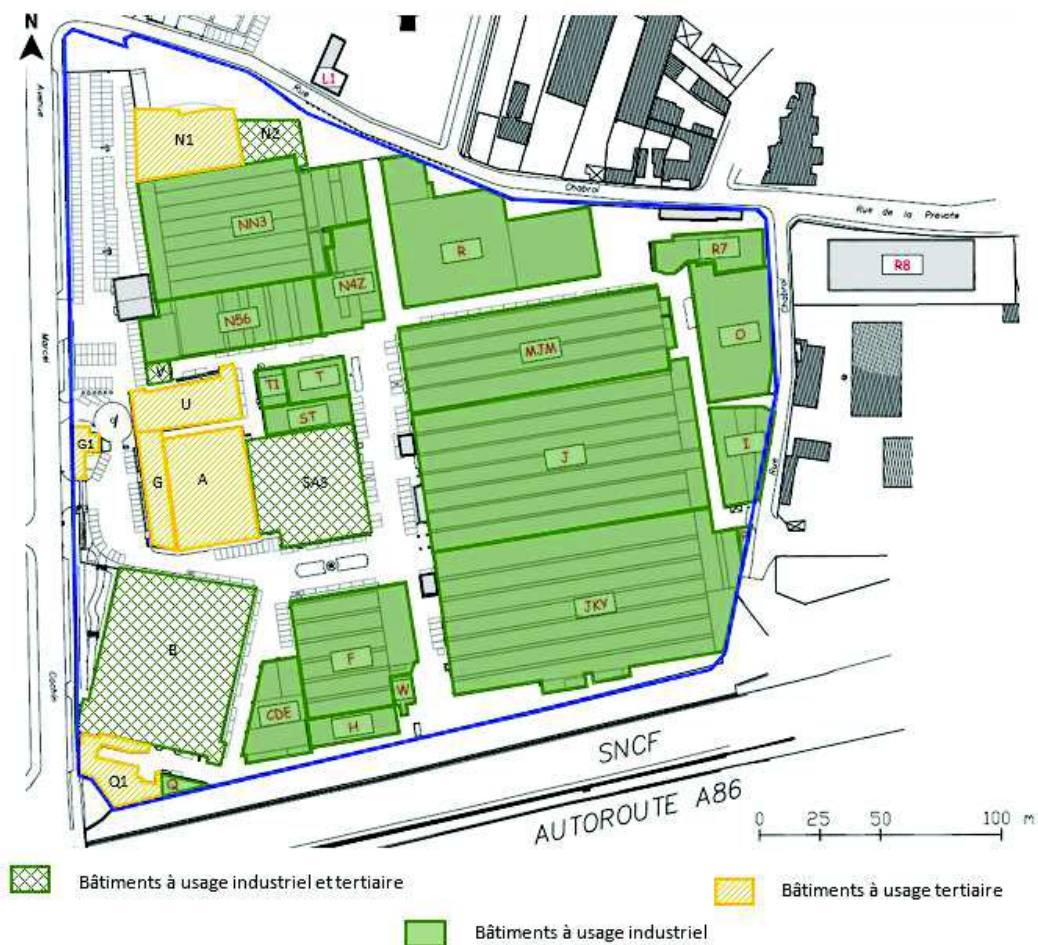 N
L1
Rue
Avenue
N1
N2
Chabrol
Rue de la Prevote
NN3
R
R7
R8
N4Z
Chabrol
N56
O
Marcel
MJM
V
T1
T
U
ST
G1
I
J
G
A
SAS
Rue
JKY
B
F
W
CDE
H
Cachin
SNCF
Q1
Q
AUTOROUTE A86
0 25 50 100 m
Bâtiments à usage industriel et tertiaire
Bâtiments à usage tertiaire
Bâtiments à usage industriel